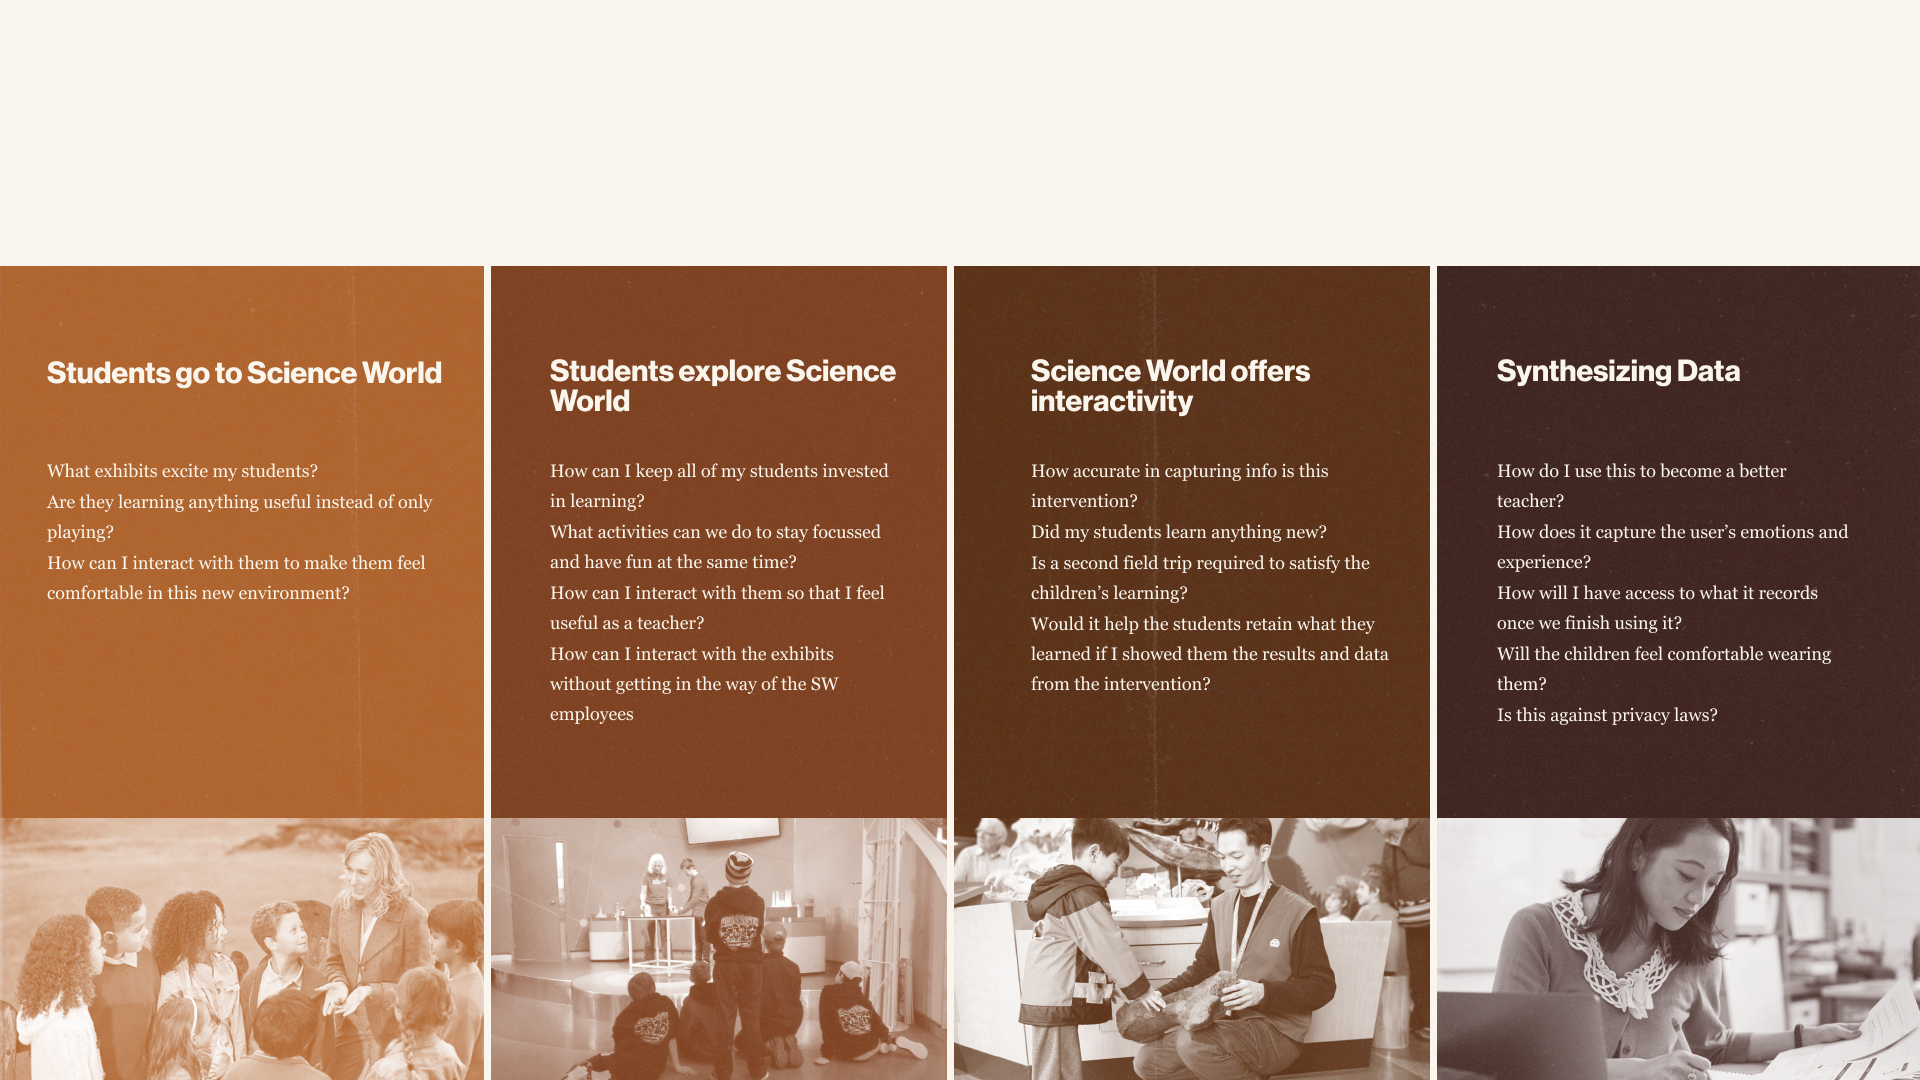 Students go to Science World
What exhibits excite my students?
Are they learning anything useful instead of only
playing?
How can I interact with them to make them feel
comfortable in this new environment?
Students explore Science
World
How can I keep all of my students invested
in learning?
What activities can we do to stay focussed
and have fun at the same time?
How can I interact with them so that I feel
useful as a teacher?
How can I interact with the exhibits
without getting in the way of the SW
employees
Science World offers
interactivity
How accurate in capturing info is this
intervention?
Did my students learn anything new?
Is a second field trip required to satisfy the
children’s learning?
Would it help the students retain what they
learned if I showed them the results and data
from the intervention?
Synthesizing Data
How do I use this to become a better
teacher?
How does it capture the user’s emotions and
experience?
How will I have access to what it records
once we finish using it?
Will the children feel comfortable wearing
them?
Is this against privacy laws?